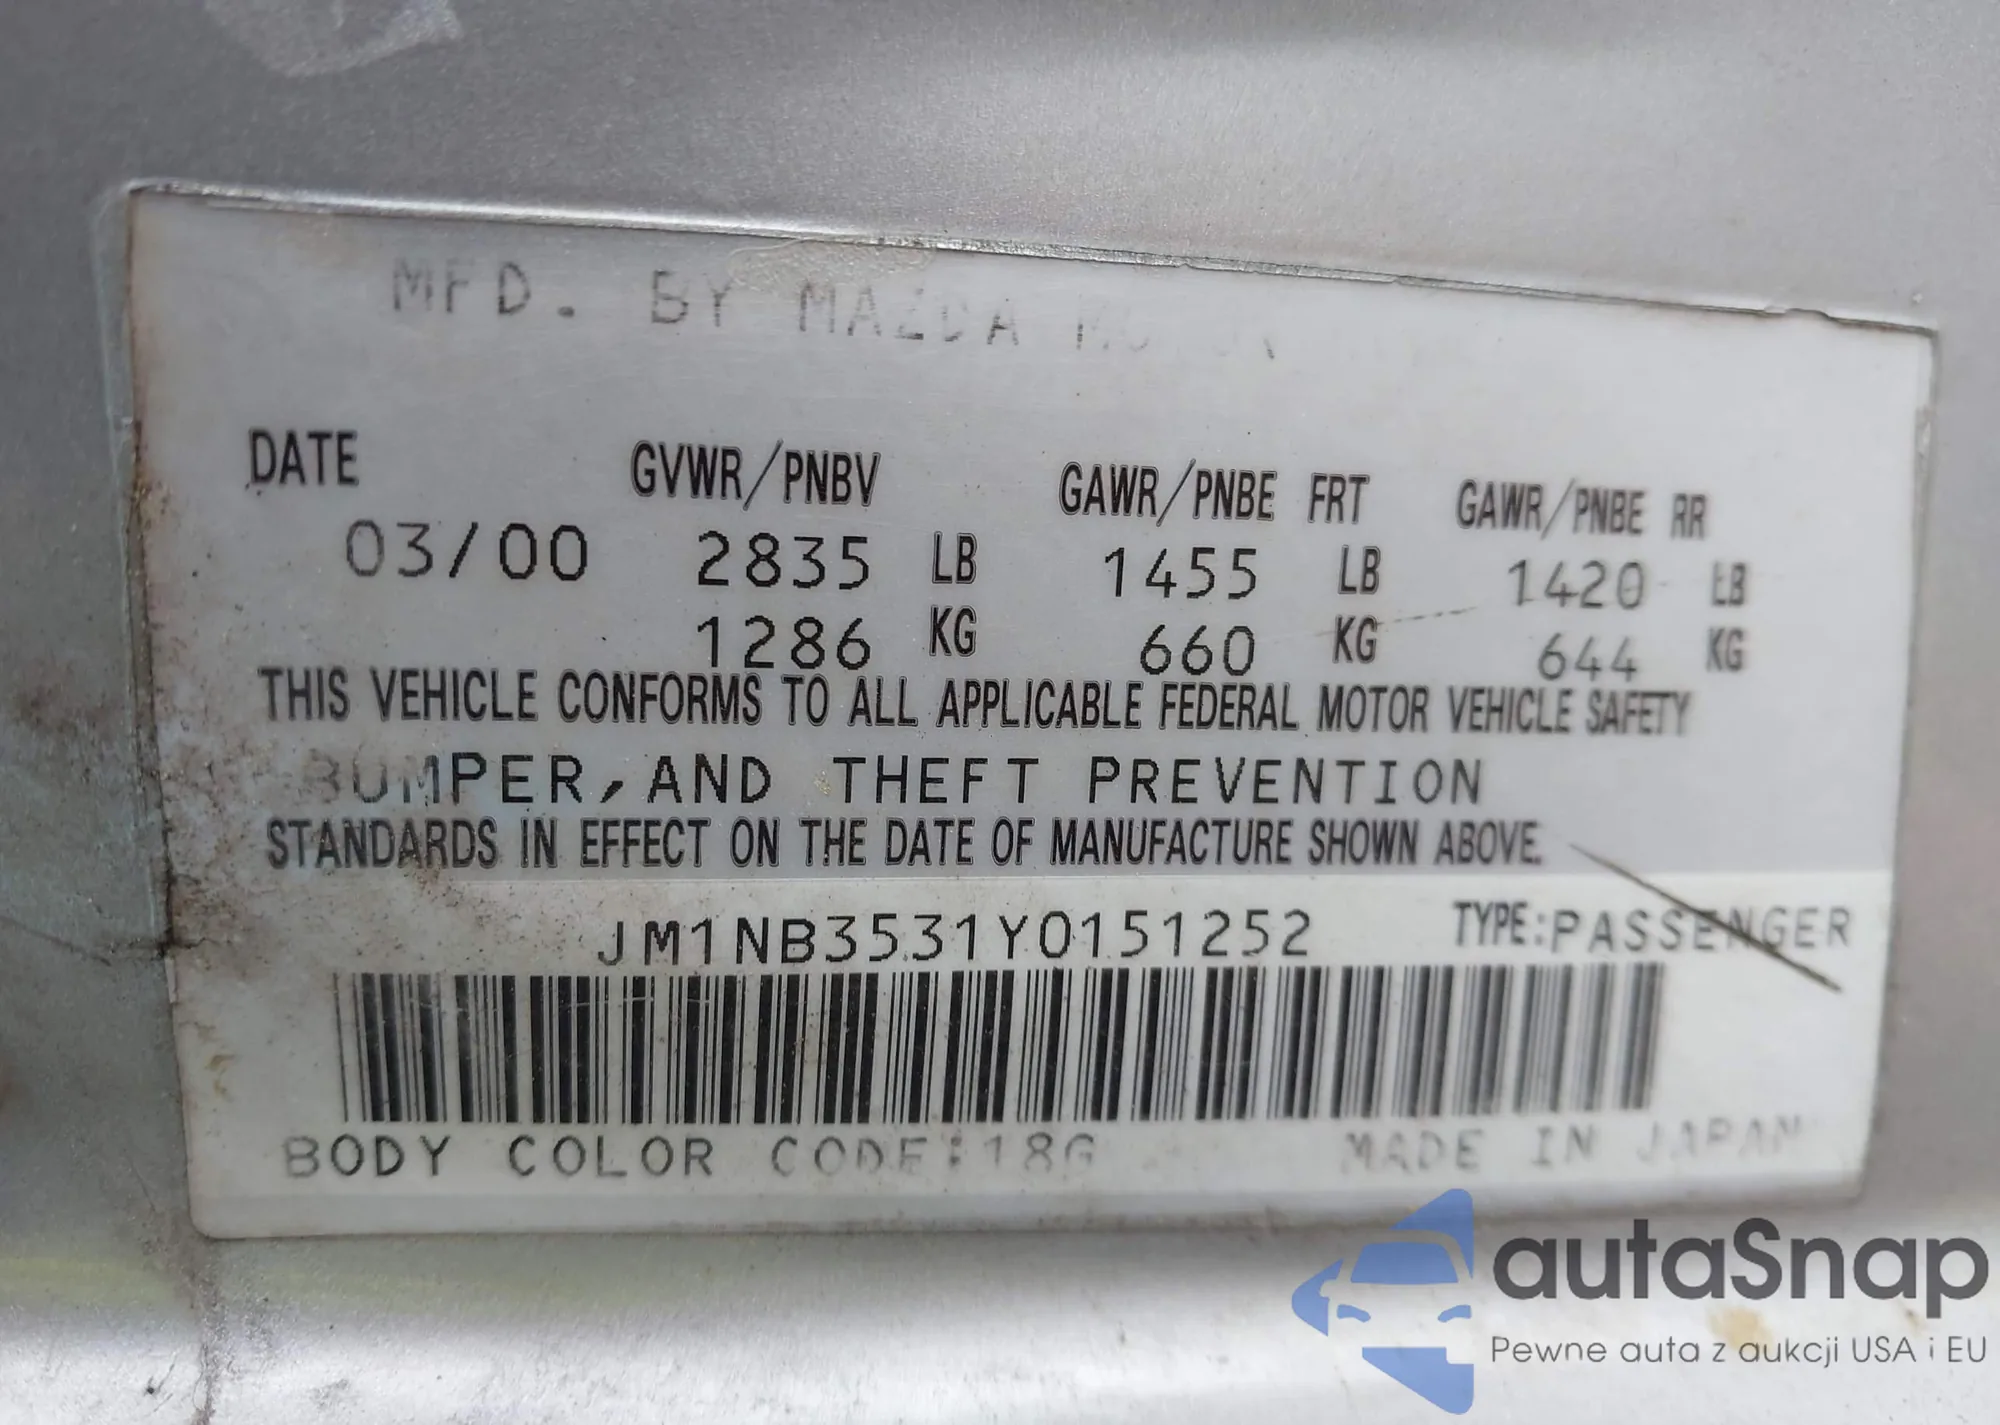 MFD. BY MAZDA
DATE GVWR/PNBV GAWR/PNBE FRT GAWR/PNBE RR
03/00 2835 LB 1455 LB 1420 LB
1286 KG 660 KG 644 KG
THIS VEHICLE CONFORMS TO ALL APPLICABLE FEDERAL MOTOR VEHICLE SAFETY
BUMPER, AND THEFT PREVENTION
STANDARDS IN EFFECT ON THE DATE OF MANUFACTURE SHOWN ABOVE.
JM1NB3531Y0151252 TYPE:PASSENGER
BODY COLOR CODE:18G MADE IN JAPAN
autaSnap
Pewne auta z aukcji USA i EU